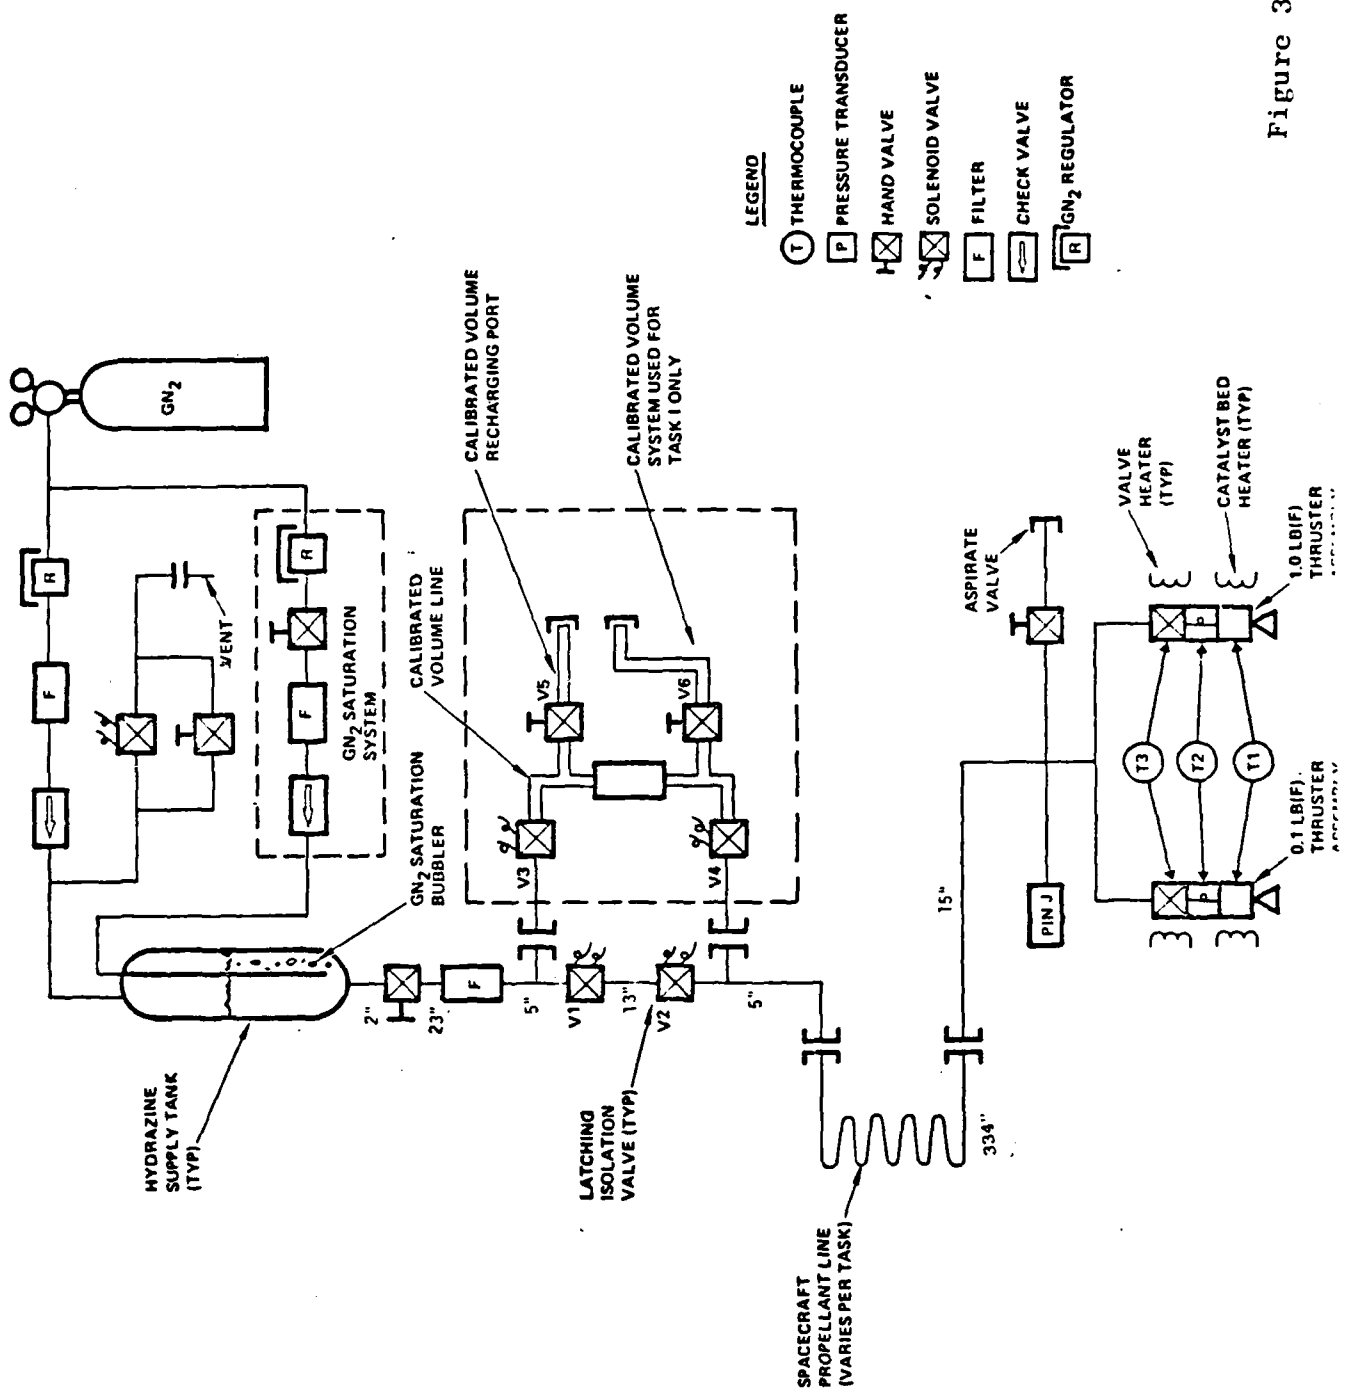 GN2
R
F
VENT
R
F
GN2 SATURATION
SYSTEM
GN2 SATURATION
BUBBLER
HYDRAZINE
SUPPLY TANK
(TYP)
2"
23"
F
5"
V1
13"
V2
5"
LATCHING
ISOLATION
VALVE (TYP)
CALIBRATED
VOLUME LINE
V3
V4
V5
V6
CALIBRATED VOLUME
RECHARGING PORT
CALIBRATED VOLUME
SYSTEM USED FOR
TASK I ONLY
SPACECRAFT
PROPELLANT LINE
(VARIES PER TASK)
334"
15"
PIN J
ASPIRATE
VALVE
T3
T2
T1
P
P
VALVE
HEATER
(TYP)
CATALYST BED
HEATER (TYP)
0.1 LB(F)
THRUSTER
1.0 LB(F)
THRUSTER
LEGEND
T THERMOCOUPLE
P PRESSURE TRANSDUCER
HAND VALVE
SOLENOID VALVE
F FILTER
CHECK VALVE
R GN2 REGULATOR
Figure 3